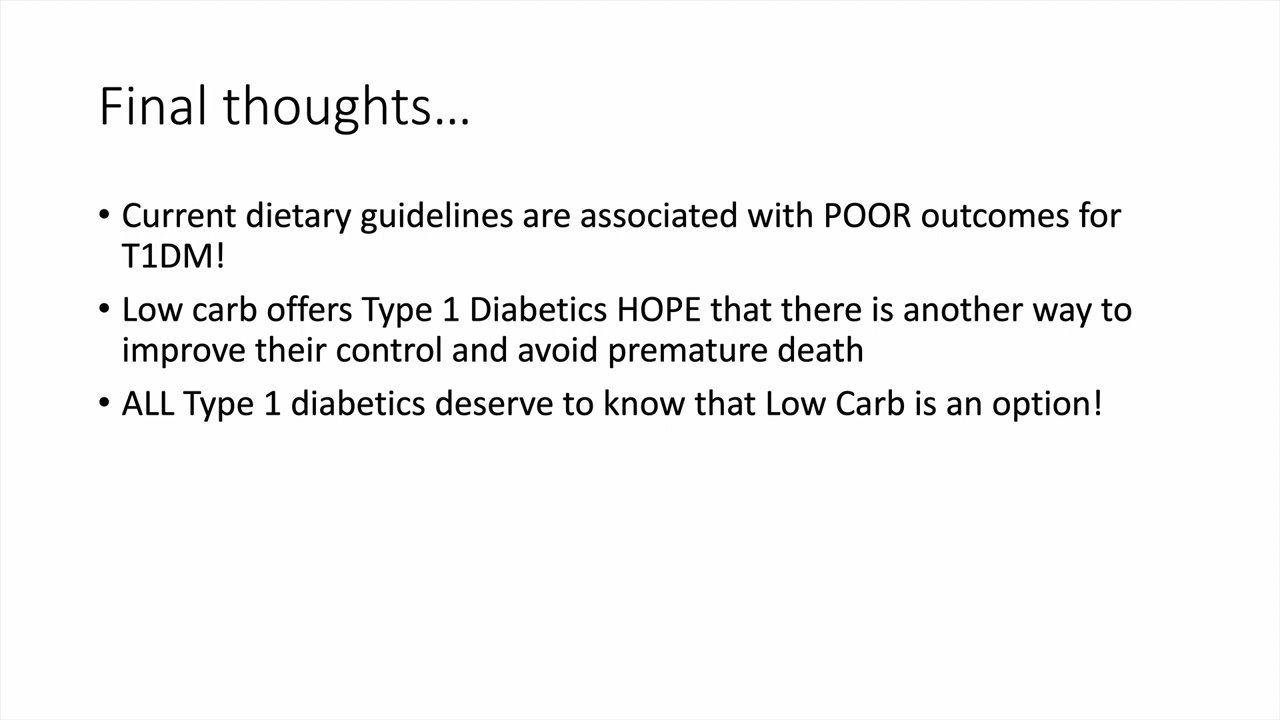 Final thoughts…
• Current dietary guidelines are associated with POOR outcomes for
T1DM!
• Low carb offers Type 1 Diabetics HOPE that there is another way to
improve their control and avoid premature death
• ALL Type 1 diabetics deserve to know that Low Carb is an option!